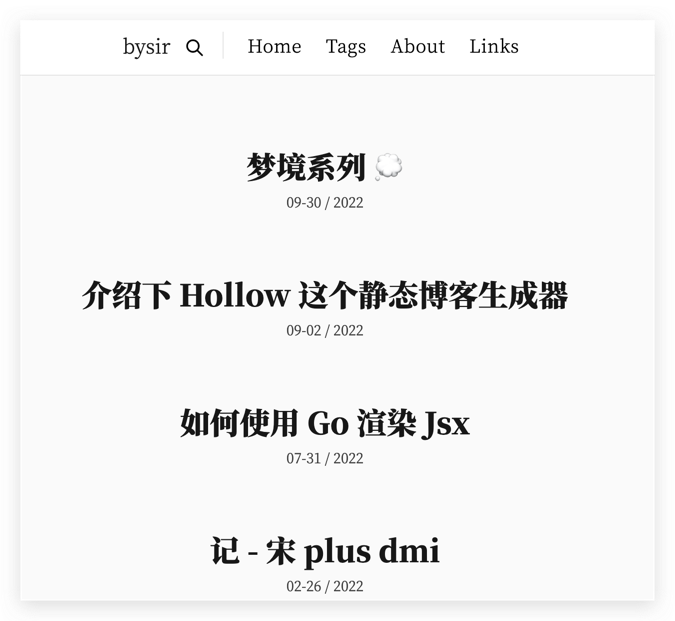 bysir Home Tags About Links
梦境系列 💭
09-30 / 2022
介绍下 Hollow 这个静态博客生成器
09-02 / 2022
如何使用 Go 渲染 Jsx
07-31 / 2022
记 - 宋 plus dmi
02-26 / 2022